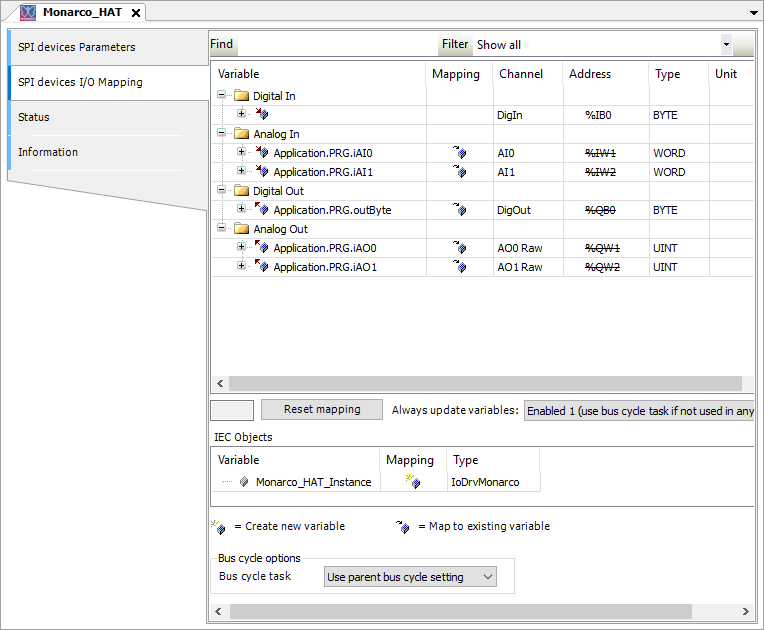 Monarco_HAT
SPI devices Parameters
SPI devices I/O Mapping
Status
Information
Find Filter Show all
Variable Mapping Channel Address Type Unit
Digital In
DigIn %IB0 BYTE
Analog In
Application.PRG.iAI0 AI0 %IW1 WORD
Application.PRG.iAI1 AI1 %IW2 WORD
Digital Out
Application.PRG.outByte DigOut %QB0 BYTE
Analog Out
Application.PRG.iAO0 AO0 Raw %QW1 UINT
Application.PRG.iAO1 AO1 Raw %QW2 UINT
Reset mapping Always update variables: Enabled 1 (use bus cycle task if not used in any
IEC Objects
Variable Mapping Type
Monarco_HAT_Instance IoDrvMonarco
= Create new variable = Map to existing variable
Bus cycle options
Bus cycle task Use parent bus cycle setting